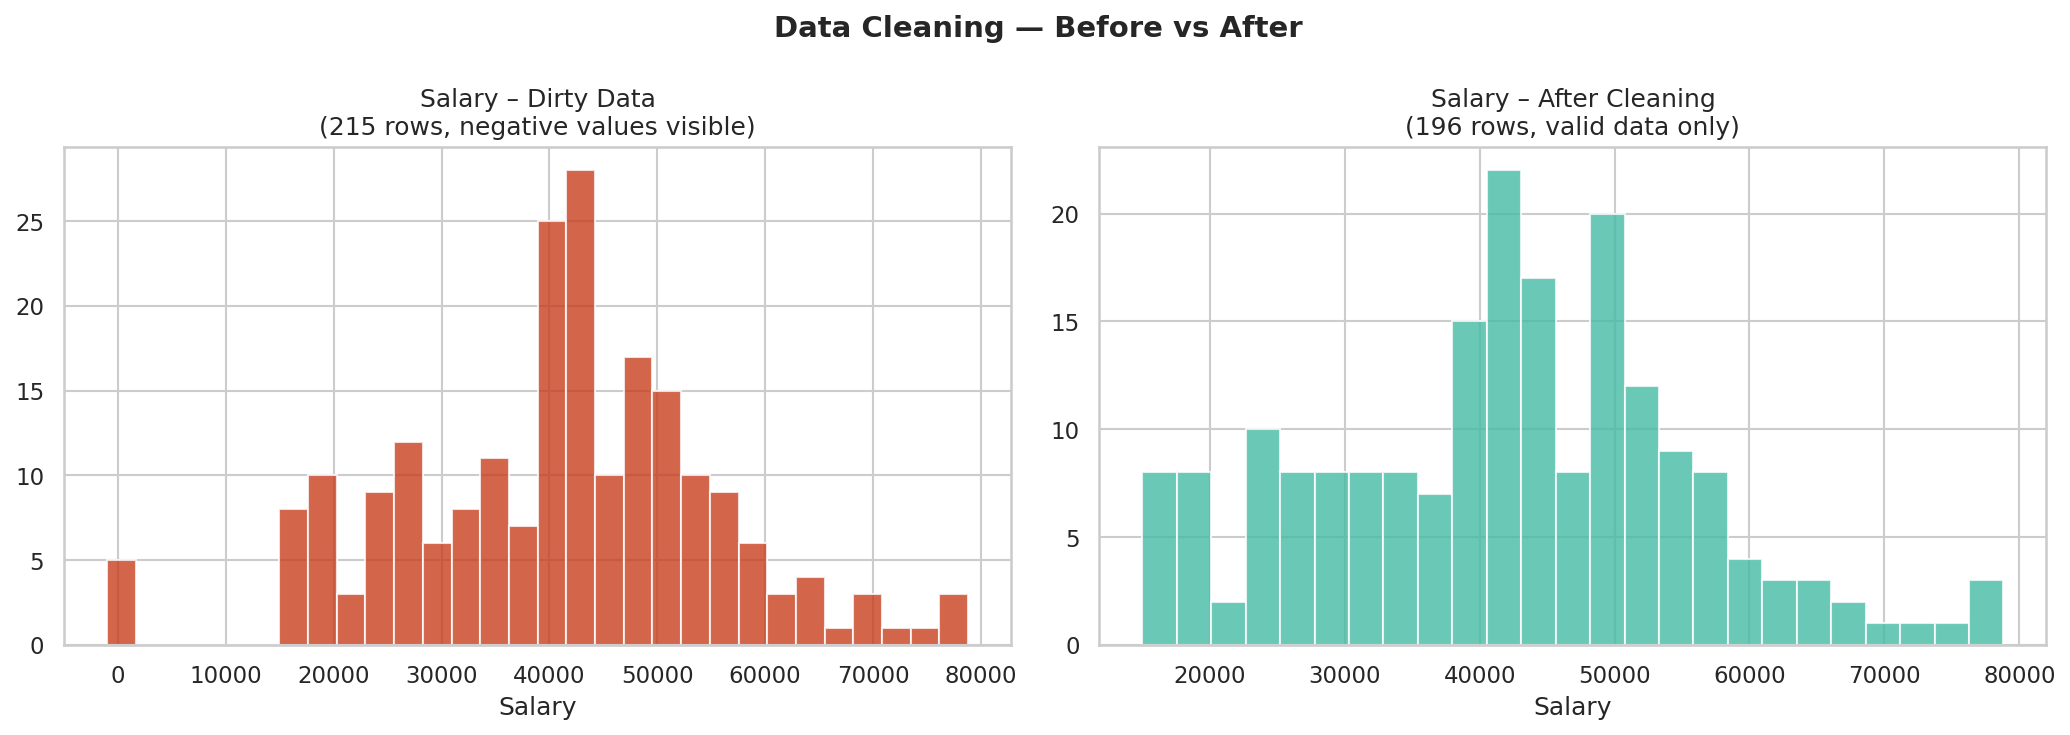 Data Cleaning — Before vs After
Salary – Dirty Data
(215 rows, negative values visible)
25
20
15
10
5
0
0 10000 20000 30000 40000 50000 60000 70000 80000
Salary
Salary – After Cleaning
(196 rows, valid data only)
20
15
10
5
0
20000 30000 40000 50000 60000 70000 80000
Salary